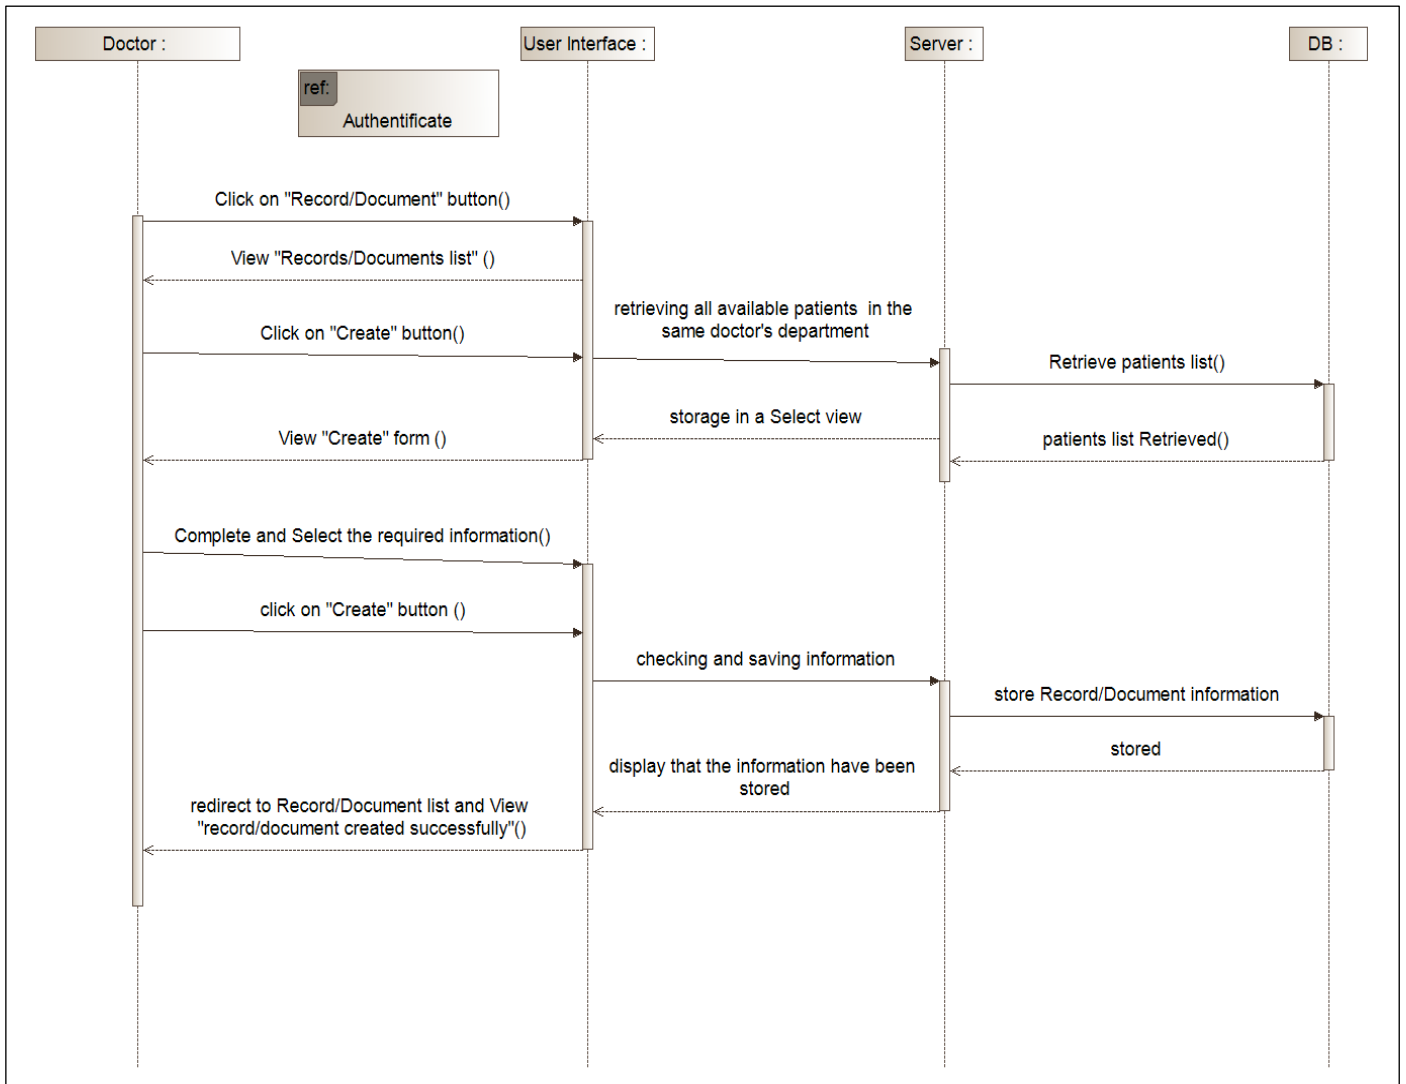 Doctor :
User Interface :
Server :
DB :
ref:
Authentificate
Click on "Record/Document" button()
View "Records/Documents list" ()
retrieving all available patients  in the
same doctor's department
Click on "Create" button()
Retrieve patients list()
storage in a Select view
View "Create" form ()
patients list Retrieved()
Complete and Select the required information()
click on "Create" button ()
checking and saving information
store Record/Document information
stored
display that the information have been
stored
redirect to Record/Document list and View
"record/document created successfully"()